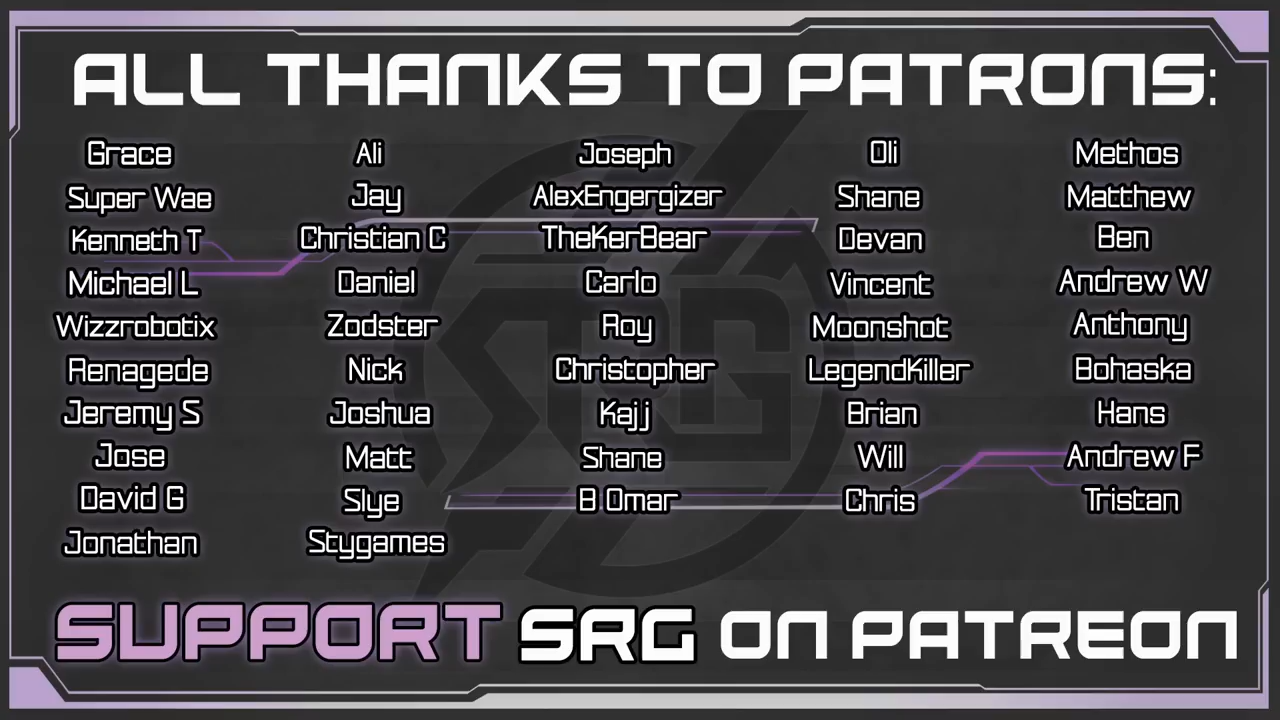 ALL THANKS TO PATRONS:
Grace Ali Joseph Oli Methos
Super Wae Jay AlexEngergizer Shane Matthew
Kenneth T Christian C TheKerBear Devan Ben
Michael L Daniel Carlo Vincent Andrew W
Wizzrobotix Zodster Roy Moonshot Anthony
Renagede Nick Christopher LegendKiller Bohaska
Jeremy S Joshua Kajj Brian Hans
Jose Matt Shane Will Andrew F
David G Slye B Omar Chris Tristan
Jonathan Stygames
SUPPORT SRG ON PATREON